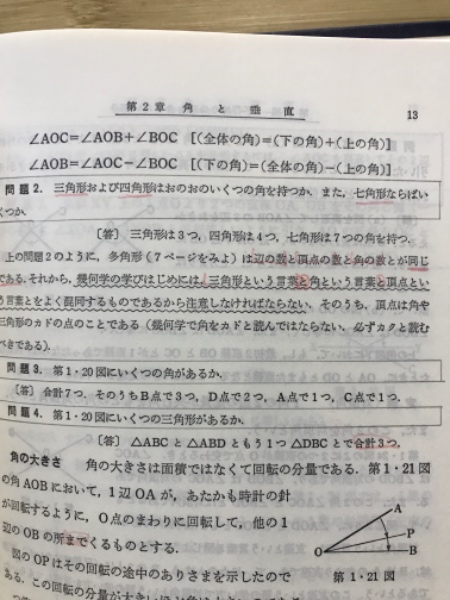 第2章 角と垂直 13
∠AOC=∠AOB+∠BOC [(全体の角)=(下の角)+(上の角)]
∠AOB=∠AOC-∠BOC [(下の角)=(全体の角)-(上の角)]
問題2. 三角形および四角形はおのおのいくつの角を持つか、また、七角形ならばい
くつか.
〔答〕 三角形は3つ,四角形は4つ,七角形は7つの角を持つ.
上の問題2のように,多角形(7ページをみよ)は辺の数と頂点の数と角の数とが同じ
である.それから,幾何学の学びはじめには,三角形という言葉と角という言葉と頂点とい
う言葉とをよく混同するものであるから注意しなければならない.そのうち,頂点は角や
三角形のカドの点のことである(幾何学で角をカドと読んではならない.必ずカクと読む
べきである).
問題3. 第1・20図にいくつの角があるか.
〔答〕 合計7つ.そのうちB点で3つ,D点で2つ,A点で1つ,C点で1つ.
問題4. 第1・20図にいくつの三角形があるか.
〔答〕 △ABCと△ABDともう1つ△DBCとで合計3つ.
角の大きさ 角の大きさは面積ではなくて回転の分量である.第1・21図
の角AOBにおいて,1辺OAが,あたかも時計の針
が回転するように,O点のまわりに回転して,他の1
辺のOBの所までくるものとする.
図のOPはその回転の途中のありさまを示したので
ある.この回転の分量が大きいほど角は大きいのである
A
P
O
B
第1・21図